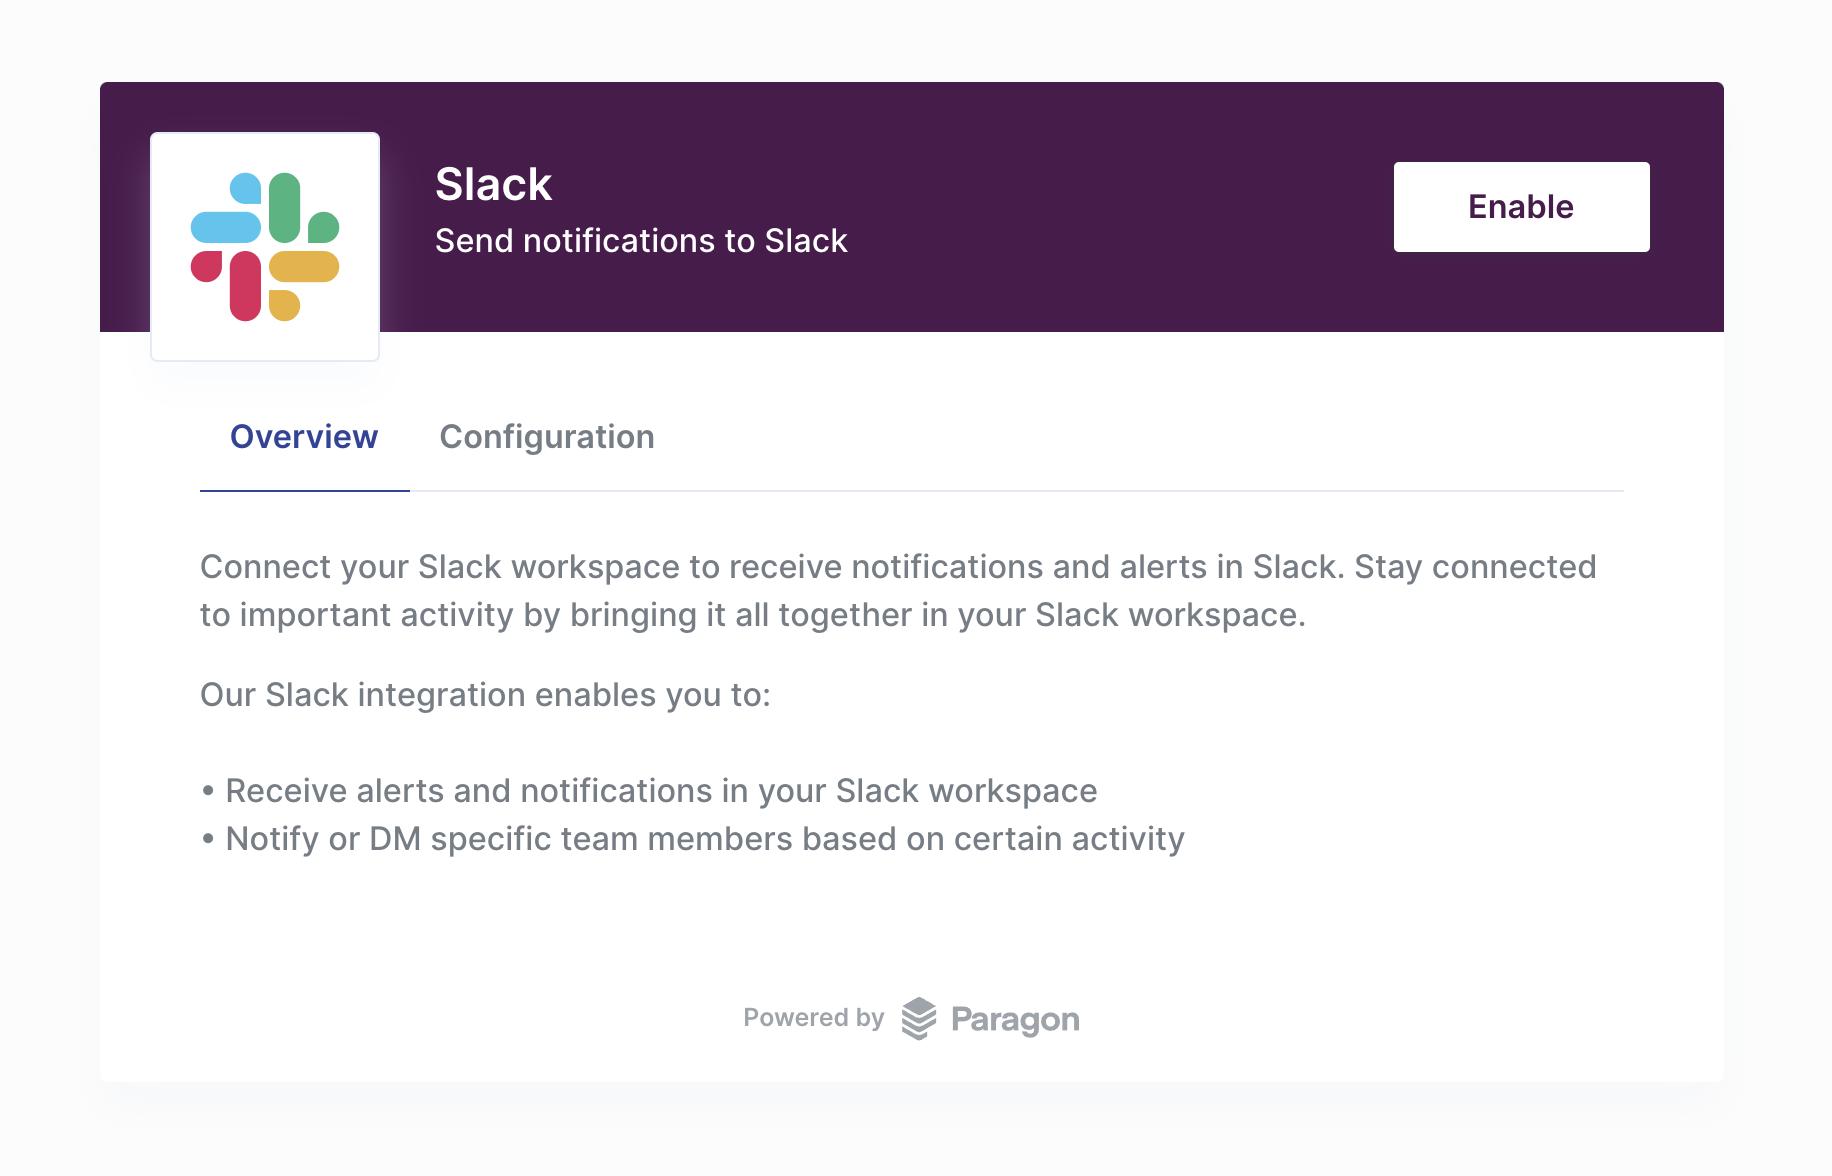 Slack
Send notifications to Slack
Enable
Overview
Configuration
Connect your Slack workspace to receive notifications and alerts in Slack. Stay connected
to important activity by bringing it all together in your Slack workspace.
Our Slack integration enables you to:
• Receive alerts and notifications in your Slack workspace
• Notify or DM specific team members based on certain activity
Powered by Paragon